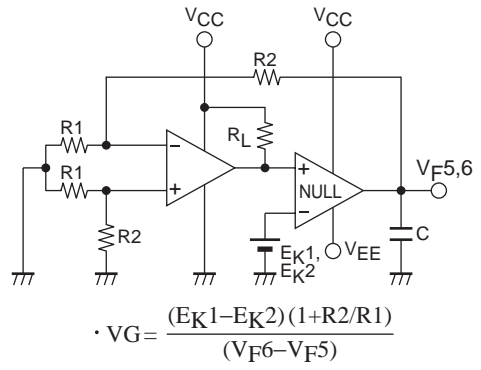 VCC
VCC
R2
R1
RL
R1
−
+
+
−
NULL
VF5,6
R2
C
EK1,
EK2
VEE
· VG= (EK1−EK2) (1+R2/R1)
(VF6−VF5)